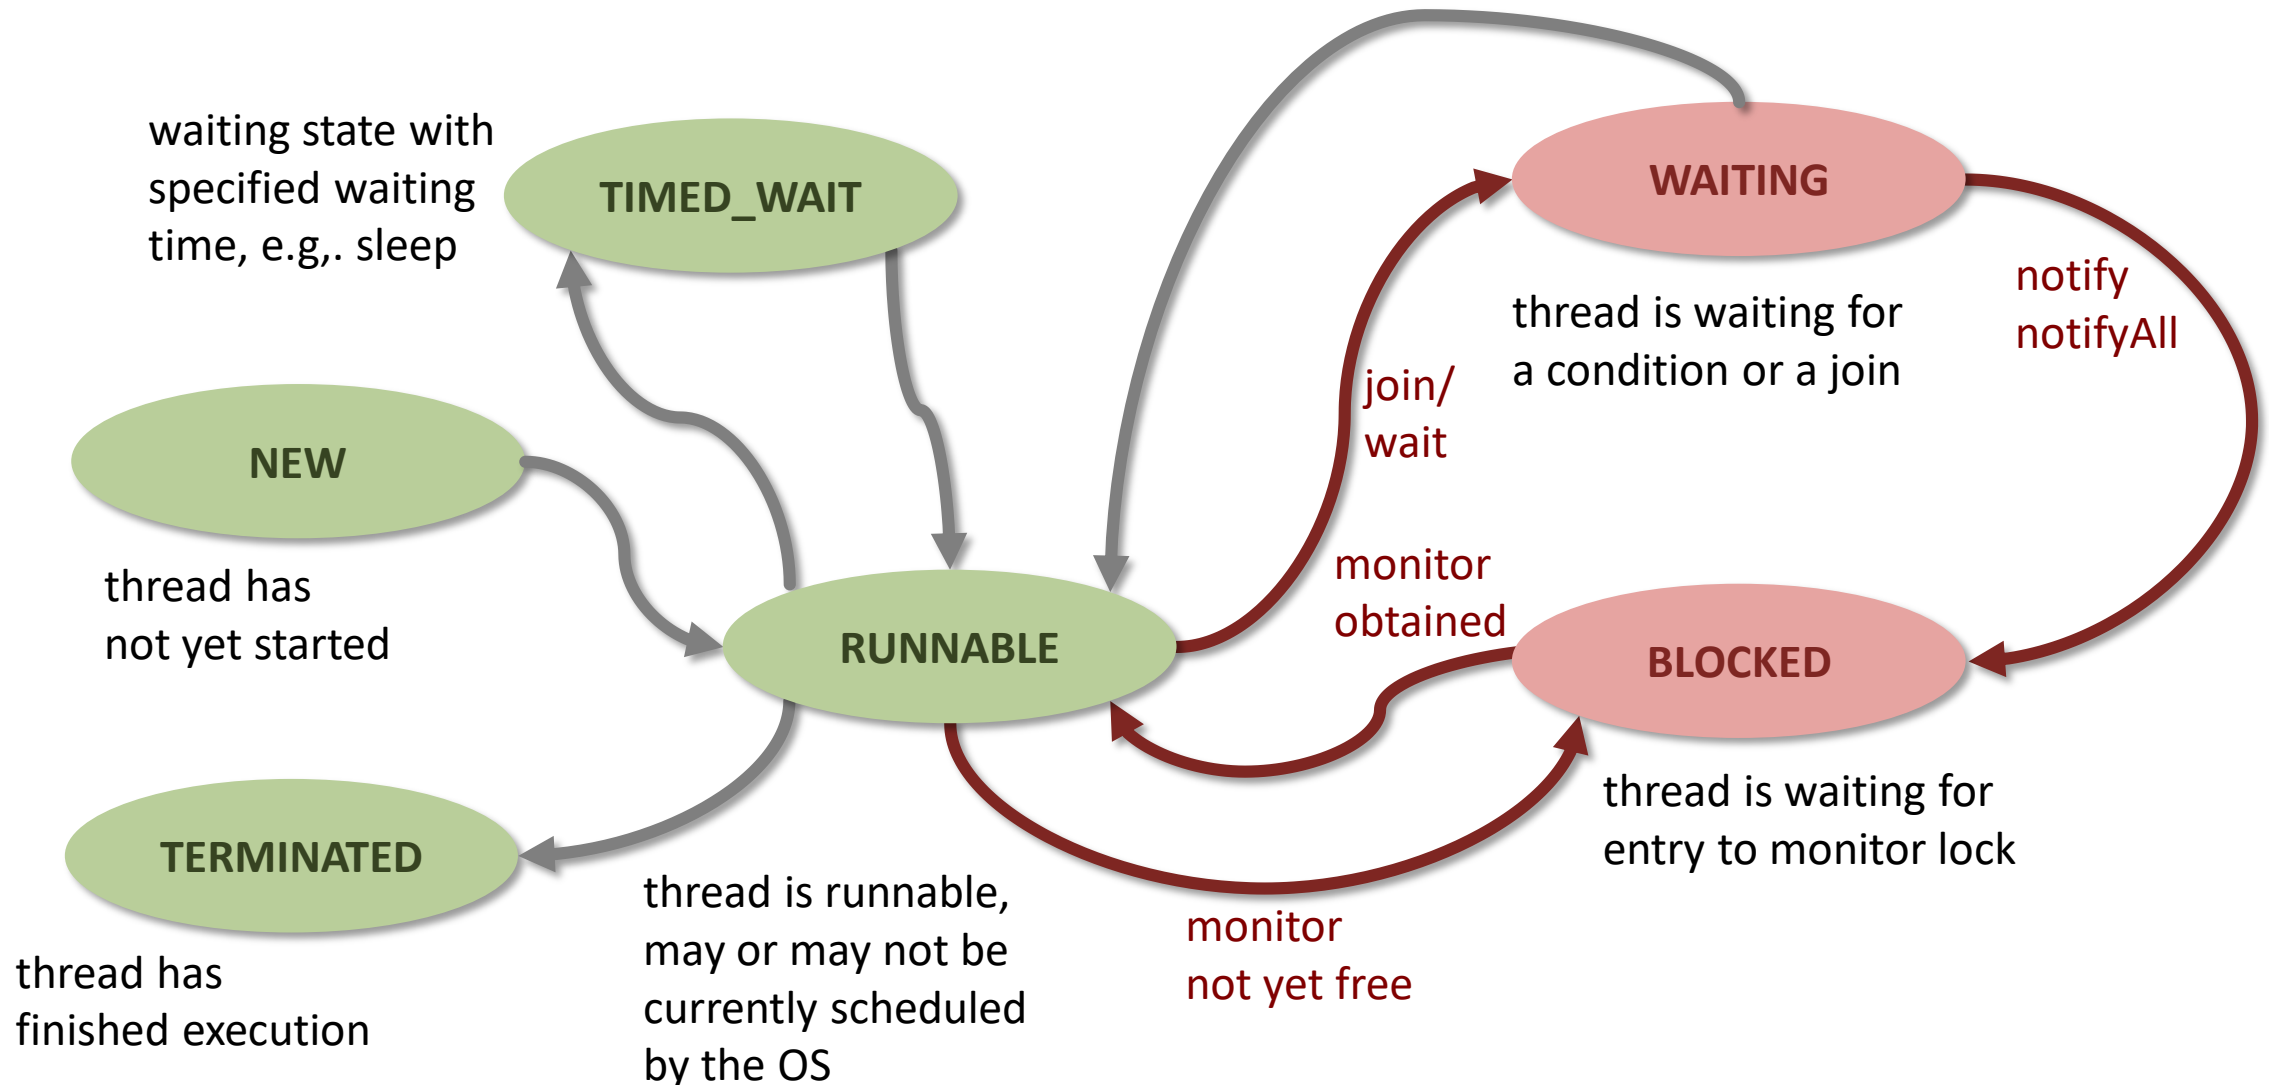 waiting state with
specified waiting
time, e.g,. sleep
TIMED_WAIT
WAITING
notify
notifyAll
thread is waiting for
a condition or a join
join/
wait
NEW
thread has
not yet started
monitor
obtained
RUNNABLE
BLOCKED
thread is waiting for
entry to monitor lock
TERMINATED
thread has
finished execution
thread is runnable,
may or may not be
currently scheduled
by the OS
monitor
not yet free